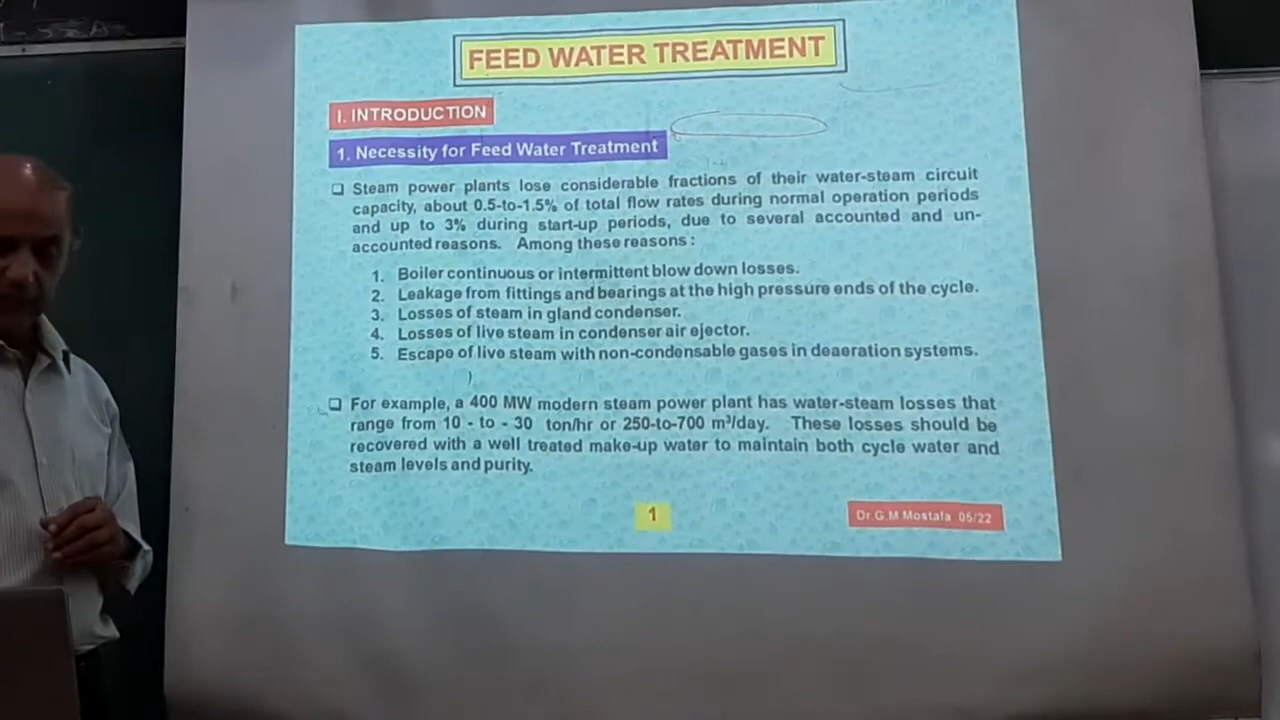 FEED WATER TREATMENT
I. INTRODUCTION
1. Necessity for Feed Water Treatment
❑ Steam power plants lose considerable fractions of their water-steam circuit
capacity, about 0.5-to-1.5% of total flow rates during normal operation periods
and up to 3% during start-up periods, due to several accounted and un-
accounted reasons. Among these reasons :
1. Boiler continuous or intermittent blow down losses.
2. Leakage from fittings and bearings at the high pressure ends of the cycle.
3. Losses of steam in gland condenser.
4. Losses of live steam in condenser air ejector.
5. Escape of live steam with non-condensable gases in deaeration systems.
❑ For example, a 400 MW modern steam power plant has water-steam losses that
range from 10 - to - 30 ton/hr or 250-to-700 m³/day. These losses should be
recovered with a well treated make-up water to maintain both cycle water and
steam levels and purity.
1
Dr.G.M Mostafa 05/22